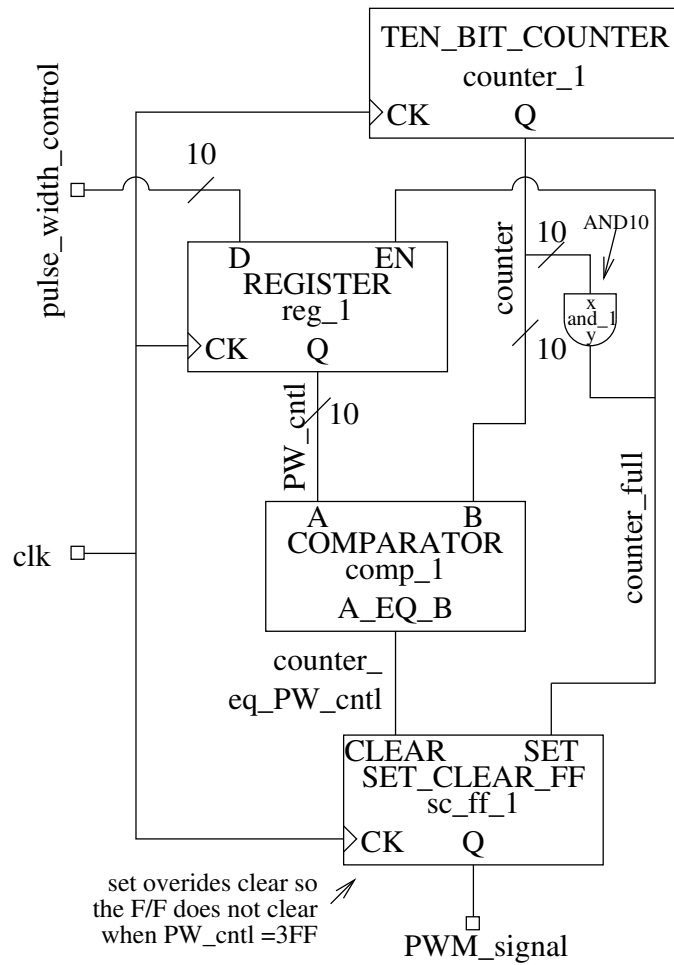 TEN_BIT_COUNTER
counter_1
CK
Q
pulse_width_control
10
D
EN
REGISTER
reg_1
CK
Q
counter
10
AND10
x
and_1
y
10
PW_cntl
10
counter_full
clk
A
B
COMPARATOR
comp_1
A_EQ_B
counter_
eq_PW_cntl
CLEAR
SET
SET_CLEAR_FF
sc_ff_1
CK
Q
set overides clear so
the F/F does not clear
when PW_cntl =3FF
PWM_signal